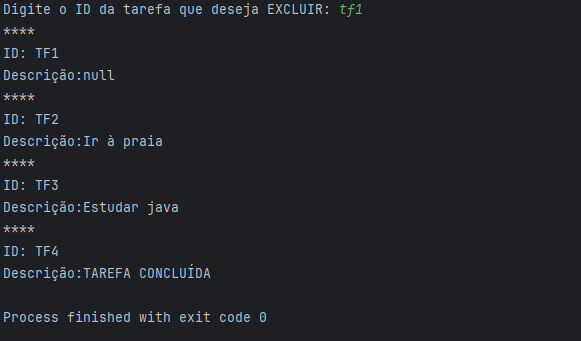 Digite o ID da tarefa que deseja EXCLUIR: tf1
****
ID: TF1
Descrição:null
****
ID: TF2
Descrição:Ir à praia
****
ID: TF3
Descrição:Estudar java
****
ID: TF4
Descrição:TAREFA CONCLUÍDA

Process finished with exit code 0